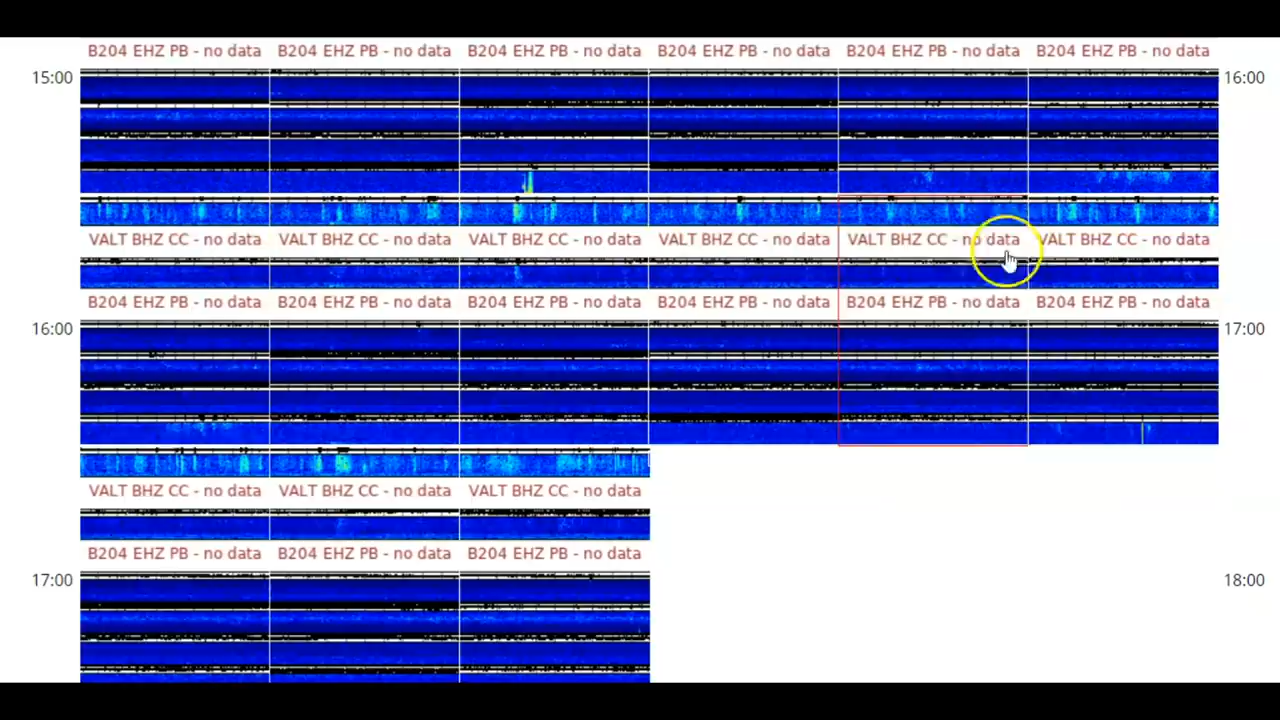 B204 EHZ PB - no data B204 EHZ PB - no data B204 EHZ PB - no data B204 EHZ PB - no data B204 EHZ PB - no data B204 EHZ PB - no data
15:00 16:00
VALT BHZ CC - no data VALT BHZ CC - no data VALT BHZ CC - no data VALT BHZ CC - no data VALT BHZ CC - no data VALT BHZ CC - no data
B204 EHZ PB - no data B204 EHZ PB - no data B204 EHZ PB - no data B204 EHZ PB - no data B204 EHZ PB - no data B204 EHZ PB - no data
16:00 17:00
VALT BHZ CC - no data VALT BHZ CC - no data VALT BHZ CC - no data
B204 EHZ PB - no data B204 EHZ PB - no data B204 EHZ PB - no data
17:00 18:00